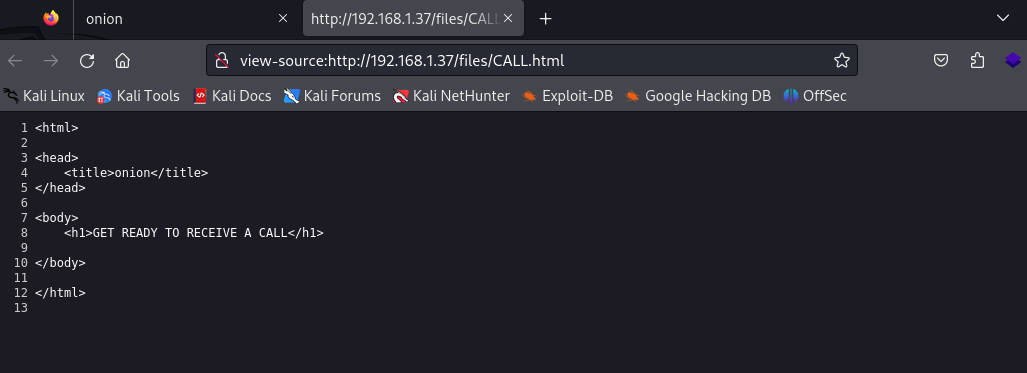 onion
http://192.168.1.37/files/CALL
view-source:http://192.168.1.37/files/CALL.html
Kali Linux Kali Tools Kali Docs Kali Forums Kali NetHunter Exploit-DB Google Hacking DB OffSec
1 <html>
2
3 <head>
4     <title>onion</title>
5 </head>
6
7 <body>
8     <h1>GET READY TO RECEIVE A CALL</h1>
9
10 </body>
11
12 </html>
13